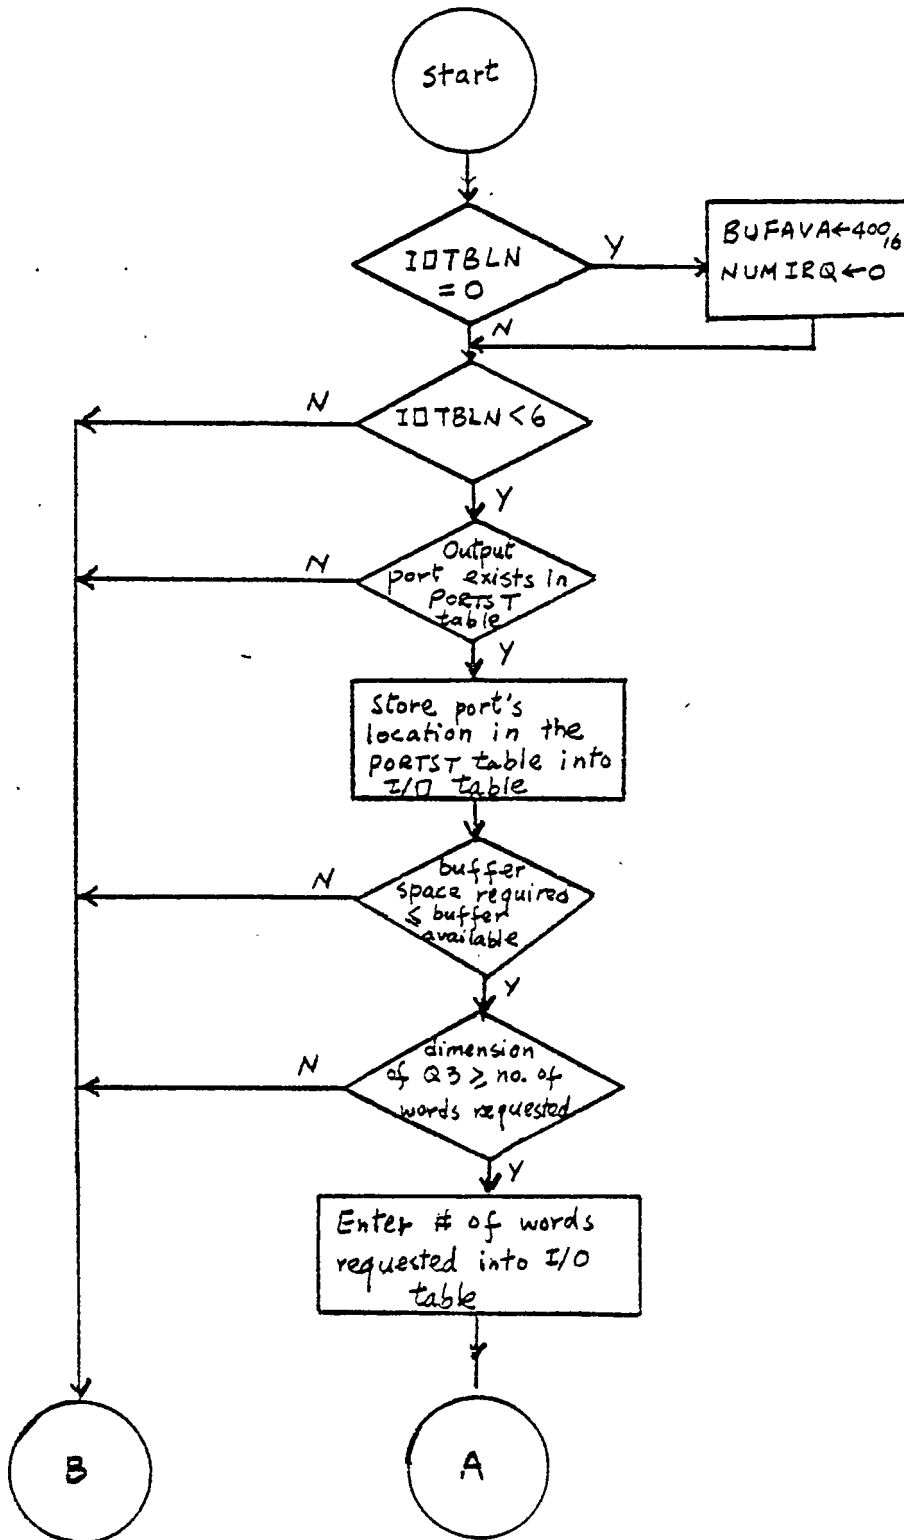 start
IOTBLN
= 0
Y
BUFAVA←400₁₆
NUMIRQ←0
N
IOTBLN < 6
N
Y
Output
port exists in
PORTST
table
N
Y
Store port's
location in the
PORTST table into
I/O table
buffer
space required
≤ buffer
available
N
Y
dimension
of Q3 ≥ no. of
words requested
N
Y
Enter # of words
requested into I/O
table
B
A